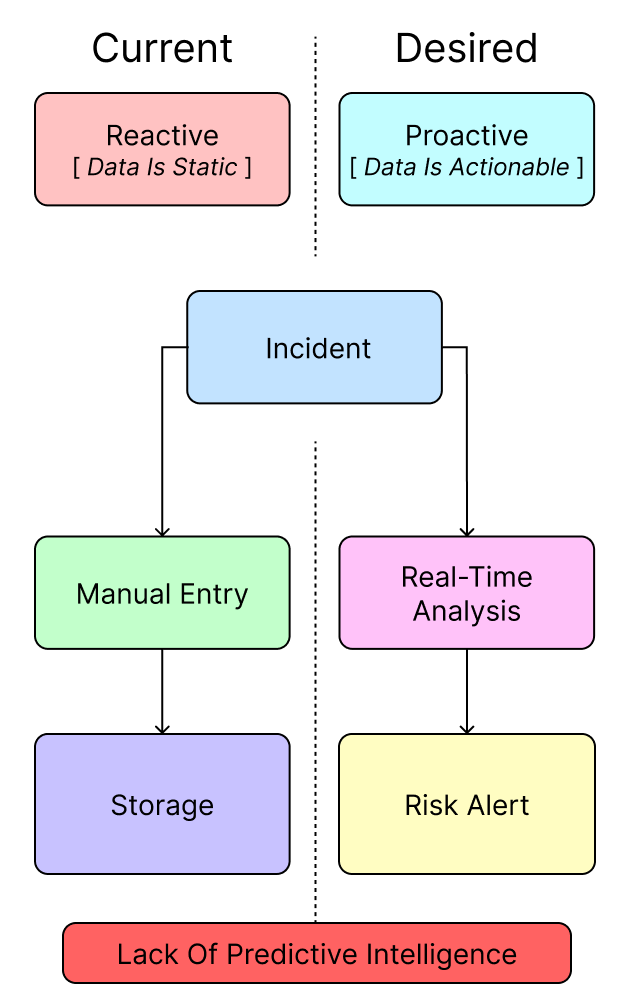 Current
Desired
Reactive
[ Data Is Static ]
Proactive
[ Data Is Actionable ]
Incident
Manual Entry
Real-Time
Analysis
Storage
Risk Alert
Lack Of Predictive Intelligence